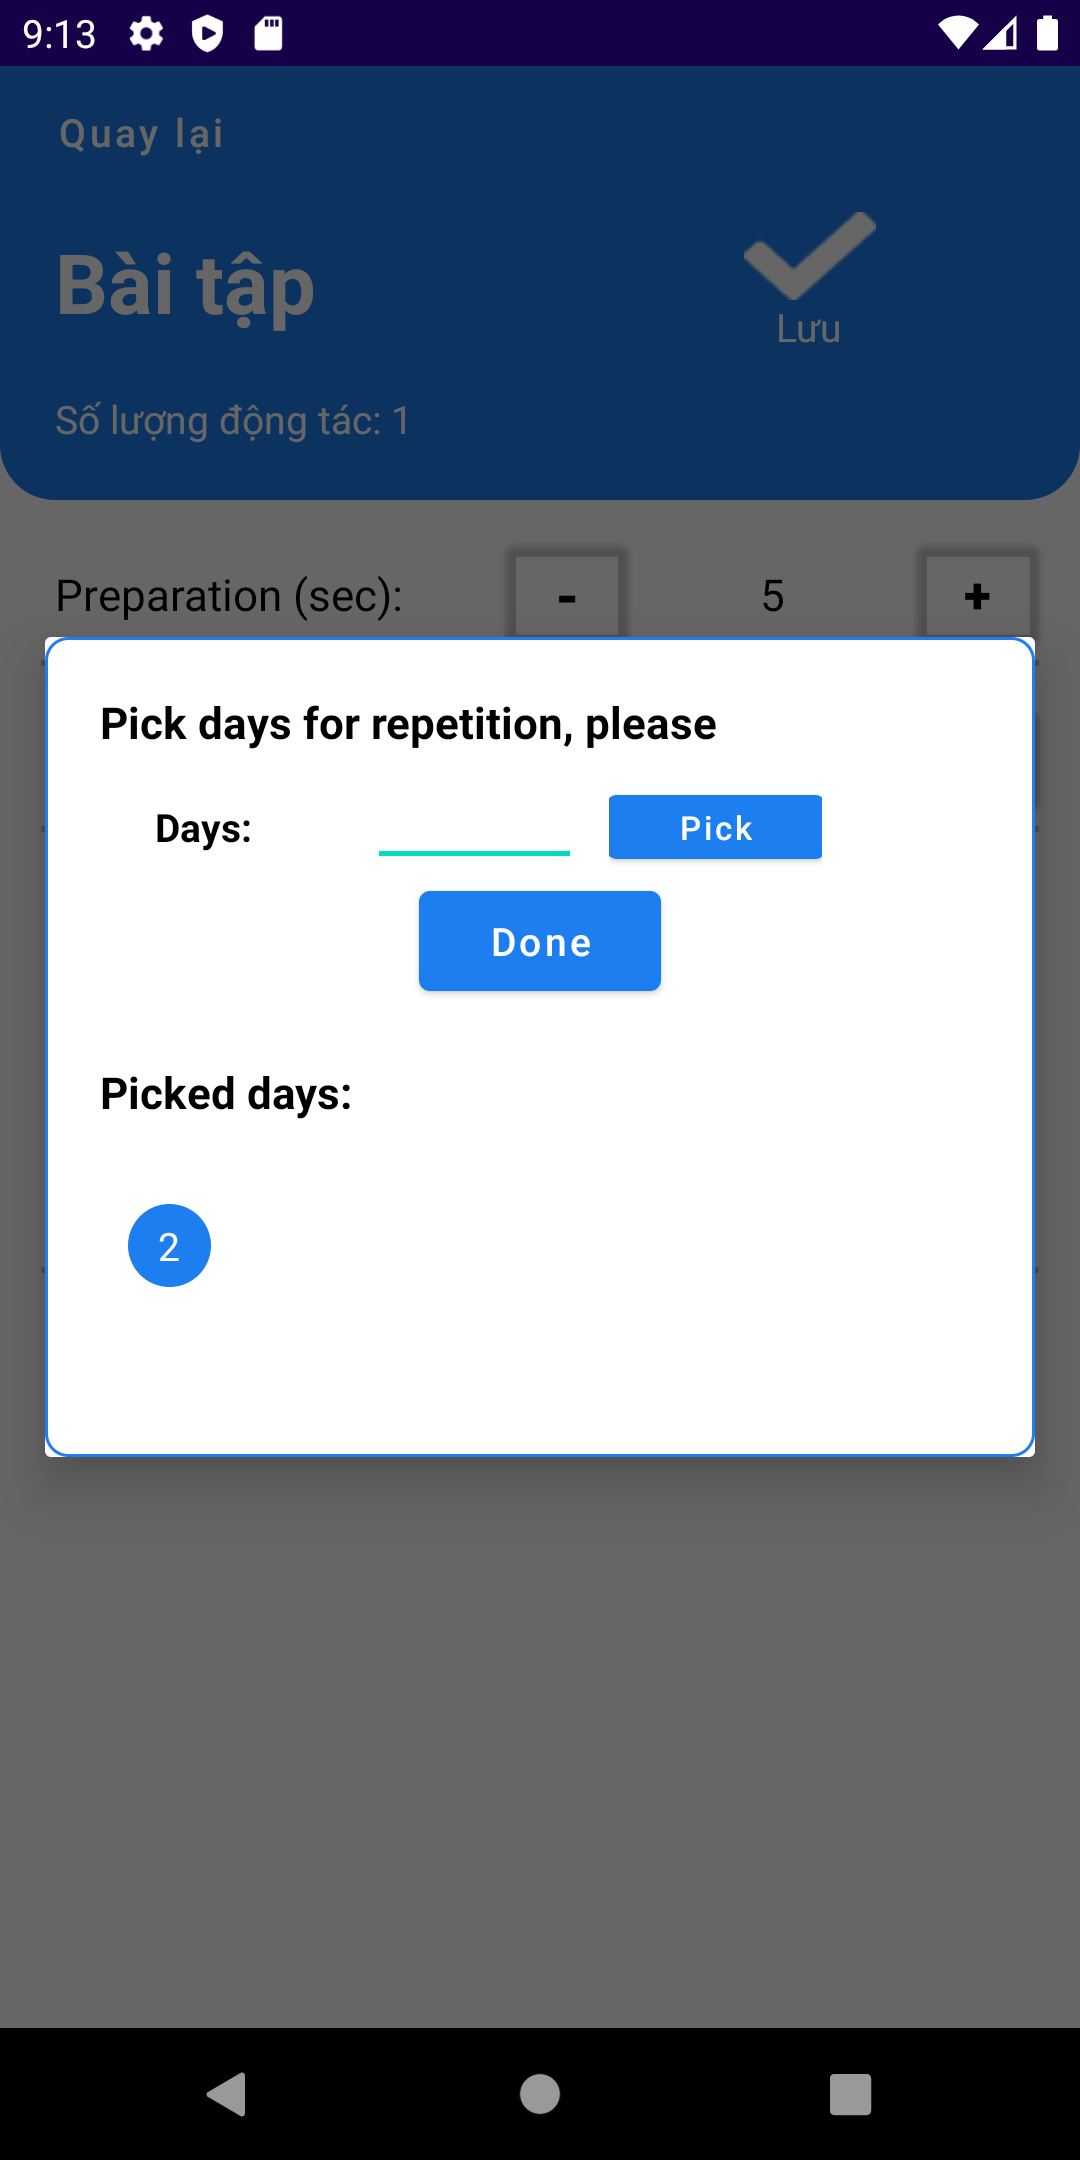 9:13
Quay lại
Bài tập
Lưu
Số lượng động tác: 1
Preparation (sec): - 5 +
Pick days for repetition, please
Days: Pick
Done
Picked days:
2